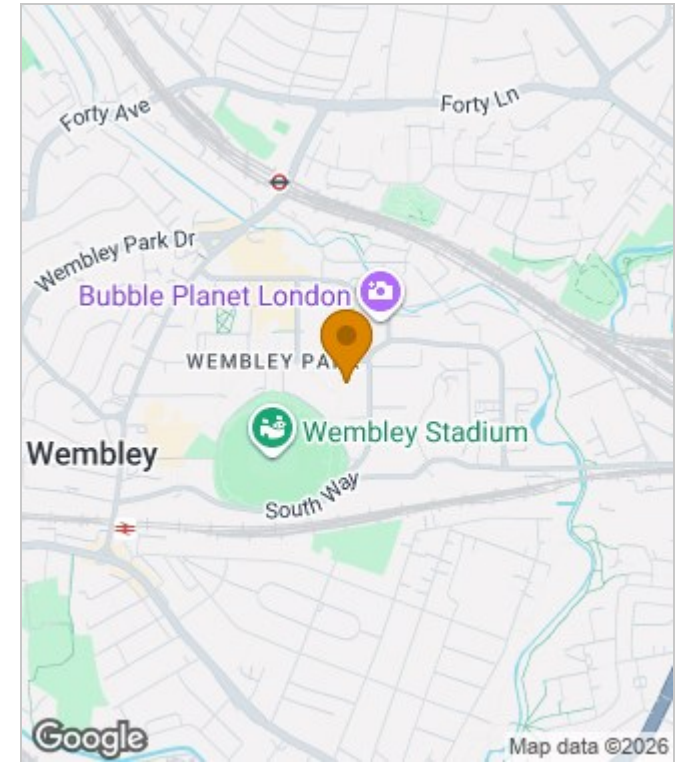 Forty Ave
Forty Ln
Wembley Park Dr
Bubble Planet London
WEMBLEY PA
Wembley Stadium
Wembley
South Way
Google
Map data ©2026